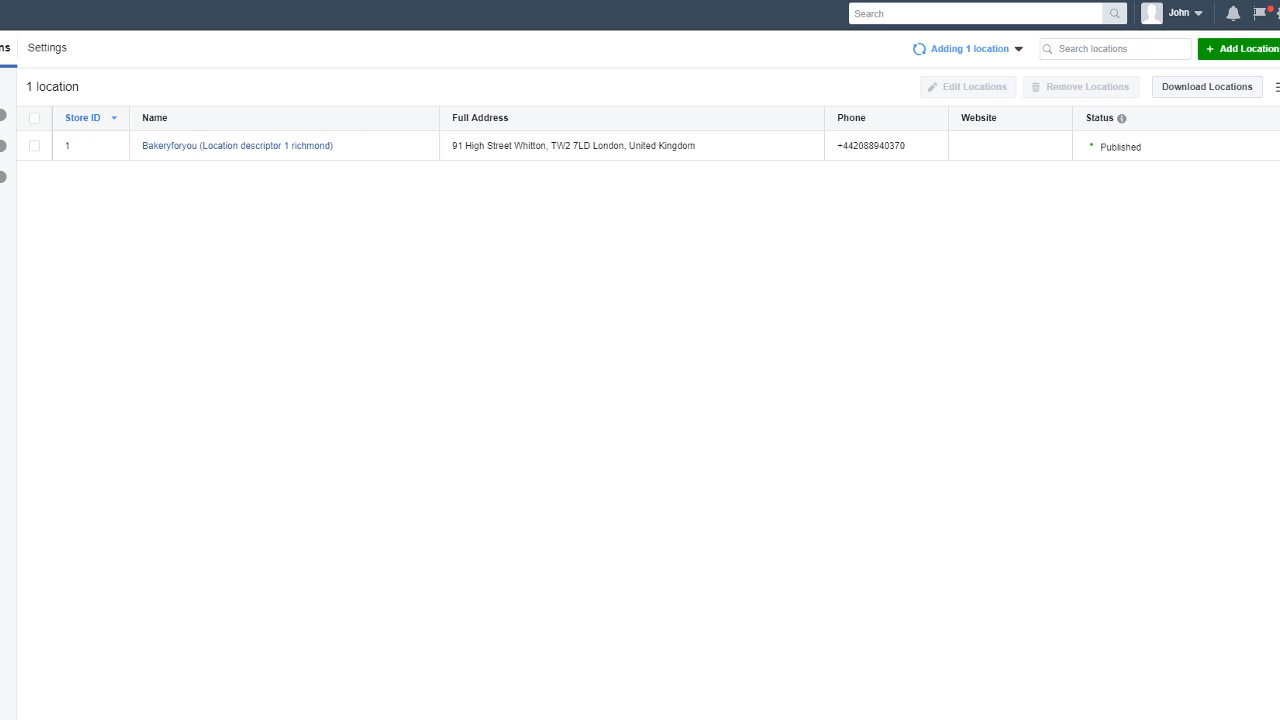 Search
John
ns
Settings
Adding 1 location
Search locations
+ Add Location
1 location
Edit Locations
Remove Locations
Download Locations
Store ID
Name
Full Address
Phone
Website
Status
1
Bakeryforyou (Location descriptor 1 richmond)
91 High Street Whitton, TW2 7LD London, United Kingdom
+442088940370
Published